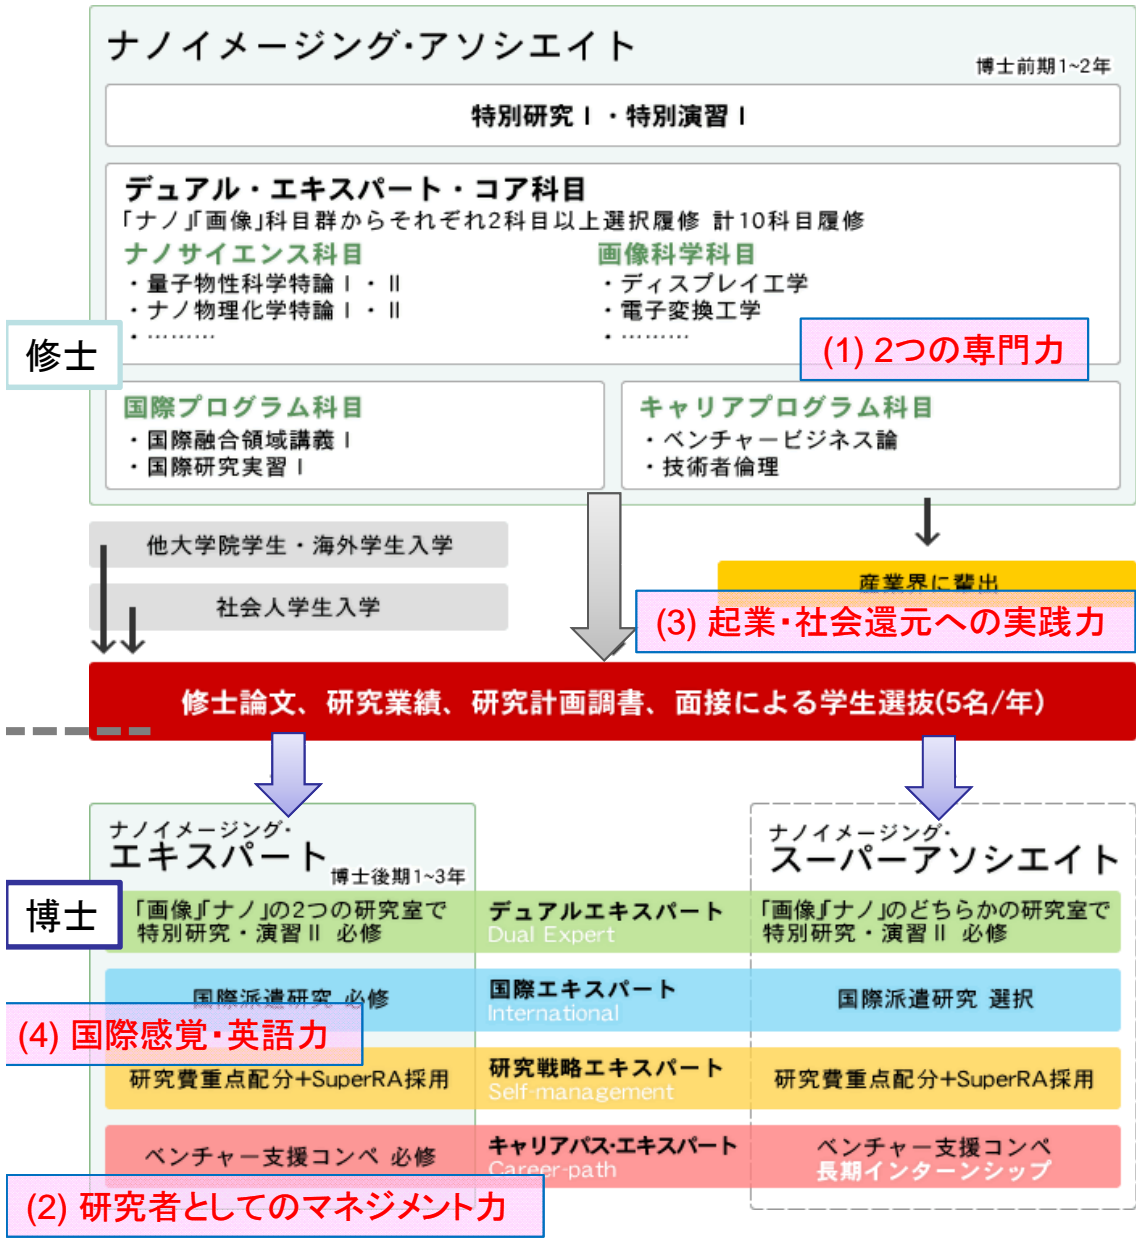 ナノイメージング・アソシエイト
博士前期1~2年
特別研究Ⅰ・特別演習Ⅰ
デュアル・エキスパート・コア科目
「ナノ」「画像」科目群からそれぞれ2科目以上選択履修 計10科目履修
ナノサイエンス科目
・量子物性科学特論Ⅰ・Ⅱ
・ナノ物理化学特論Ⅰ・Ⅱ
・………
画像科学科目
・ディスプレイ工学
・電子変換工学
・………
修士
(1) 2つの専門力
国際プログラム科目
・国際融合領域講義Ⅰ
・国際研究実習Ⅰ
キャリアプログラム科目
・ベンチャービジネス論
・技術者倫理
他大学院学生・海外学生入学
社会人学生入学
産業界に輩出
(3) 起業・社会還元への実践力
修士論文、研究業績、研究計画調書、面接による学生選抜(5名/年)
ナノイメージング・
エキスパート
博士後期1~3年
ナノイメージング・
スーパーアソシエイト
博士
「画像」「ナノ」の2つの研究室で
特別研究・演習Ⅱ 必修
デュアルエキスパート
Dual Expert
「画像」「ナノ」のどちらかの研究室で
特別研究・演習Ⅱ 必修
国際派遣研究 必修
国際エキスパート
International
国際派遣研究 選択
(4) 国際感覚・英語力
研究費重点配分+SuperRA採用
研究戦略エキスパート
Self-management
研究費重点配分+SuperRA採用
ベンチャー支援コンペ 必修
キャリアパス・エキスパート
Career-path
ベンチャー支援コンペ
長期インターンシップ
(2) 研究者としてのマネジメント力